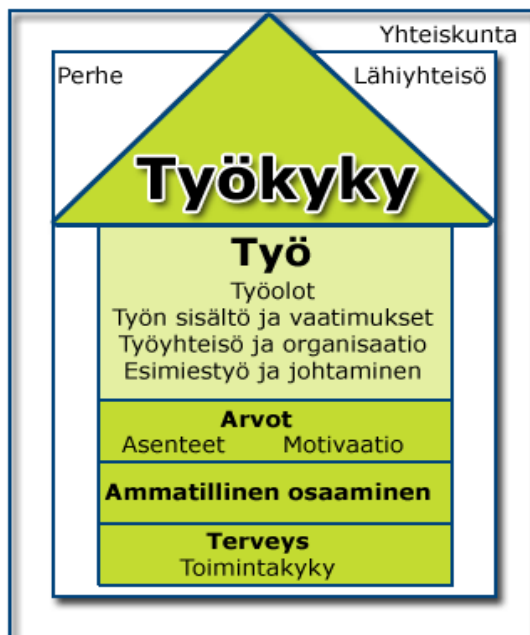 Yhteiskunta
Perhe Lähiyhteisö
Työkyky
Työ
Työolot
Työn sisältö ja vaatimukset
Työyhteisö ja organisaatio
Esimiestyö ja johtaminen
Arvot
Asenteet Motivaatio
Ammatillinen osaaminen
Terveys
Toimintakyky